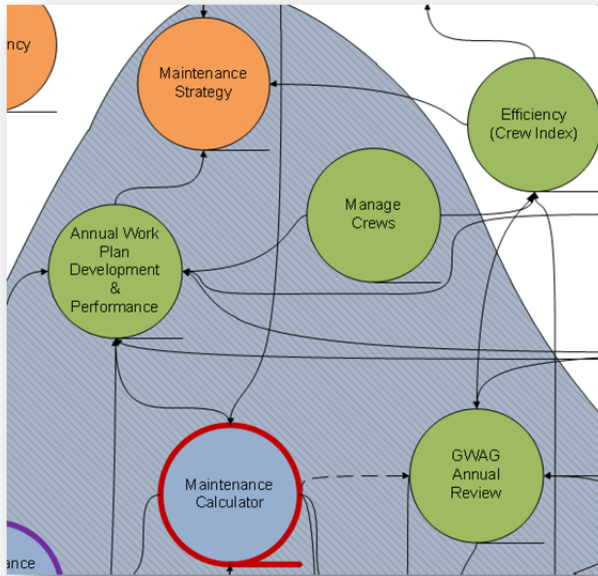 ncy
Maintenance
Strategy
Efficiency
(Crew Index)
Manage
Crews
Annual Work
Plan
Development
&
Performance
GWAG
Annual
Review
Maintenance
Calculator
ance